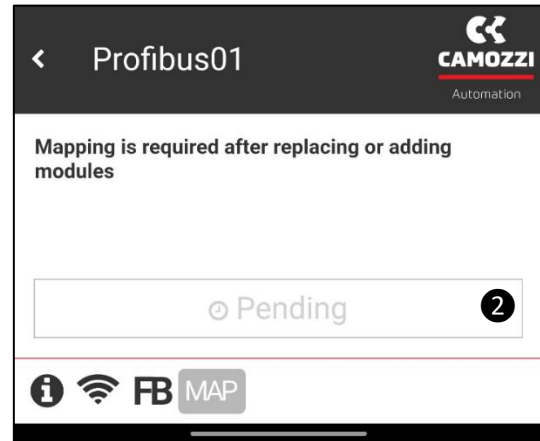 Profibus01
CAMOZZI
Automation
Mapping is required after replacing or adding
modules
Pending
2
FB MAP